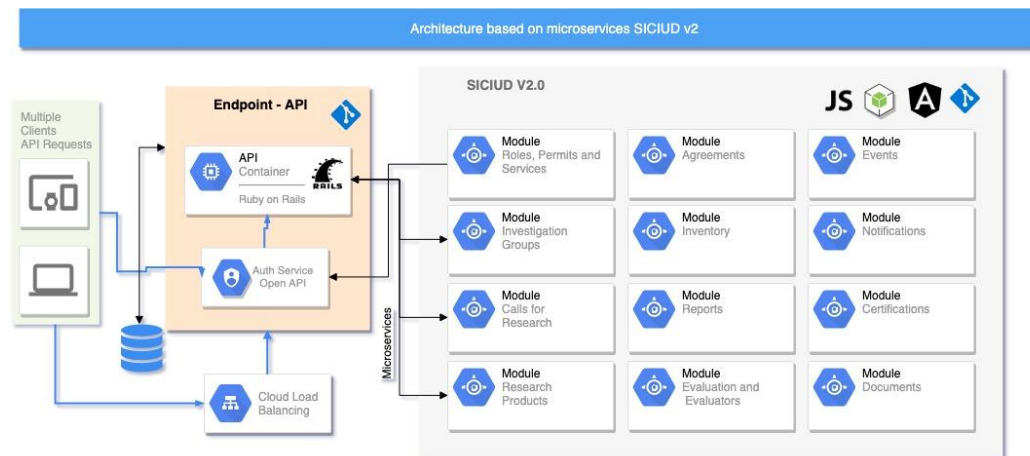 Architecture based on microservices SICIUD v2
Multiple
Clients
API Requests
Endpoint - API
API
Container
RAILS
Ruby on Rails
Auth Service
Open API
Cloud Load
Balancing
Microservices
SICIUD V2.0
JS
A
Module
Roles, Permits and
Services
Module
Agreements
Module
Events
Module
Investigation
Groups
Module
Inventory
Module
Notifications
Module
Calls for
Research
Module
Reports
Module
Certifications
Module
Research
Products
Module
Evaluation and
Evaluators
Module
Documents